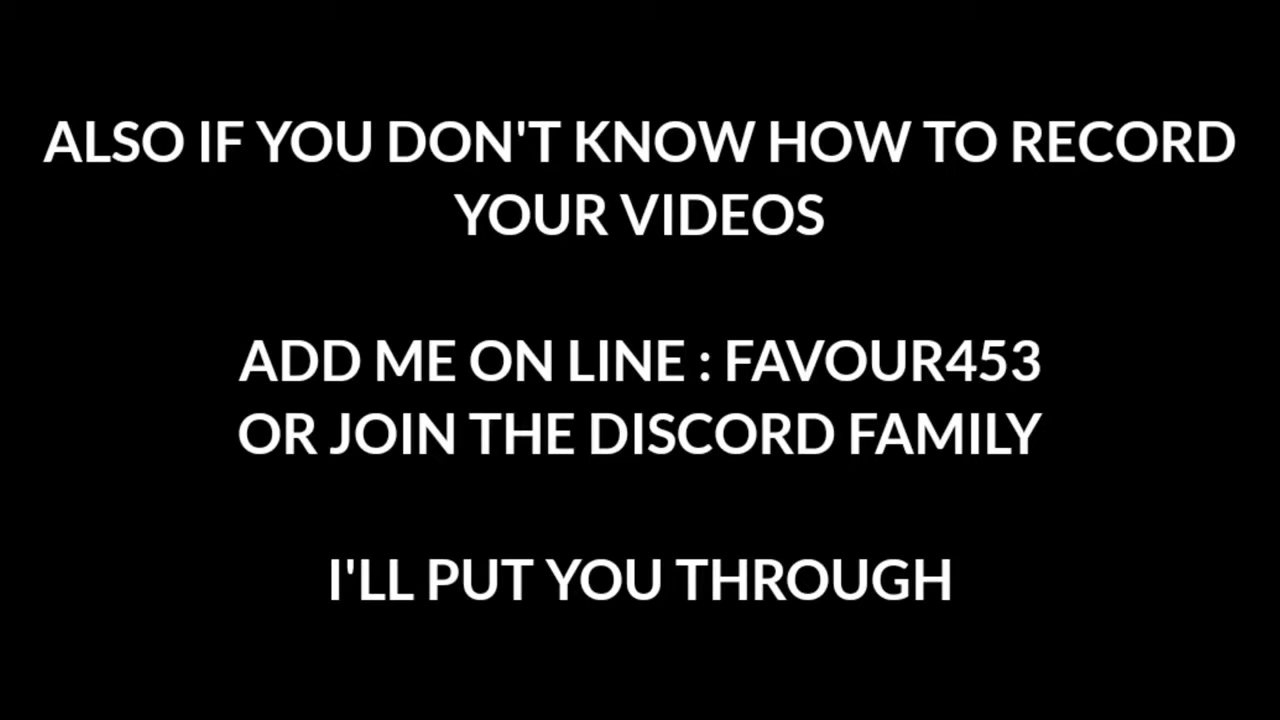 ALSO IF YOU DON'T KNOW HOW TO RECORD
YOUR VIDEOS
ADD ME ON LINE : FAVOUR453
OR JOIN THE DISCORD FAMILY
I'LL PUT YOU THROUGH